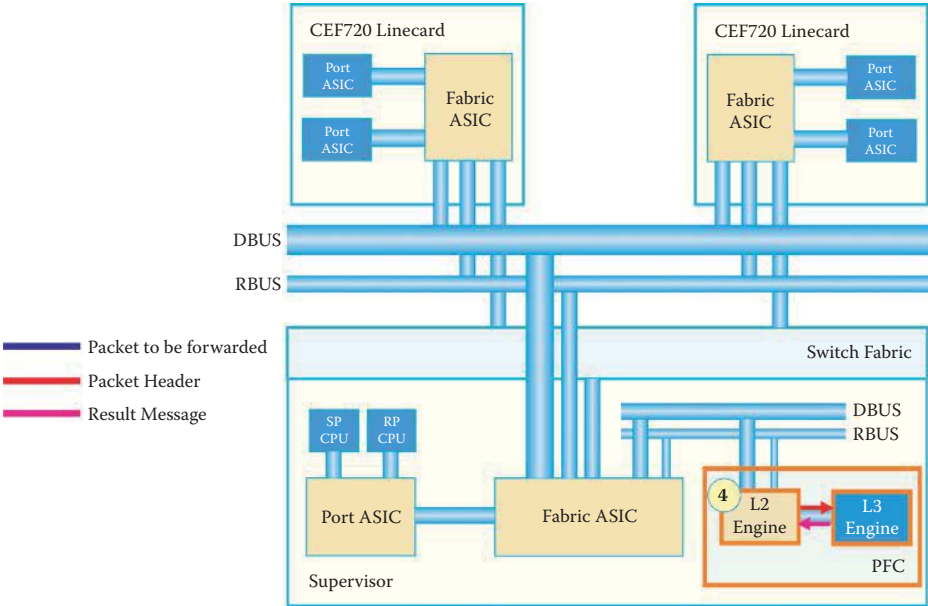 CEF720 Linecard
Port
ASIC
Port
ASIC
Fabric
ASIC
CEF720 Linecard
Fabric
ASIC
Port
ASIC
Port
ASIC
DBUS
RBUS
Packet to be forwarded
Packet Header
Result Message
Switch Fabric
SP
CPU
RP
CPU
Port ASIC
Fabric ASIC
DBUS
RBUS
4
L2
Engine
L3
Engine
PFC
Supervisor